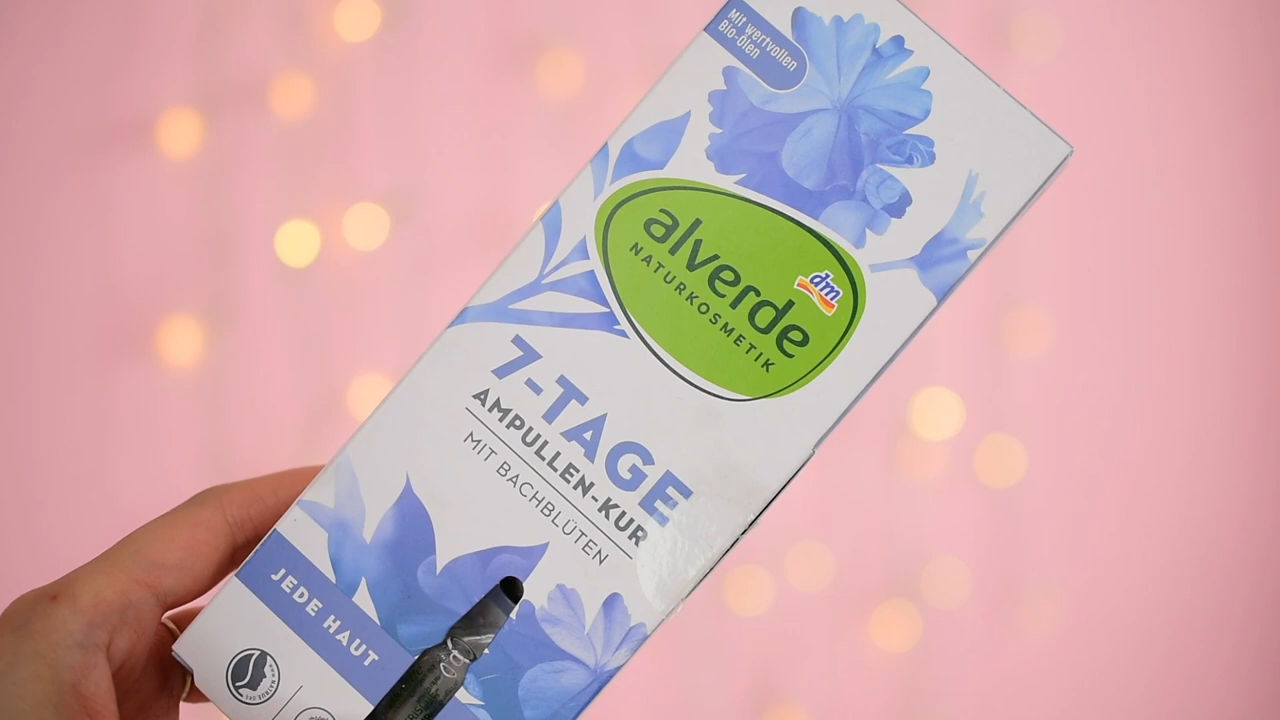 Mit wertvollen
Bio-Ölen
alverde
NATURKOSMETIK
dm
7-TAGE
AMPULLEN-KUR
MIT BACHBLÜTEN
JEDE HAUT